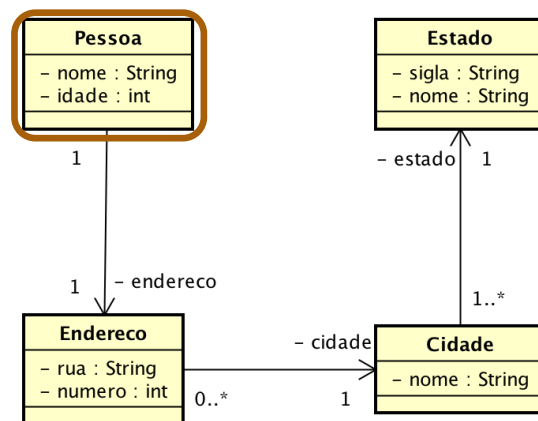 Pessoa
– nome : String
– idade : int
Estado
– sigla : String
– nome : String
1
– estado
1
1
– endereco
1..*
Endereco
– rua : String
– numero : int
– cidade
0..*
1
Cidade
– nome : String